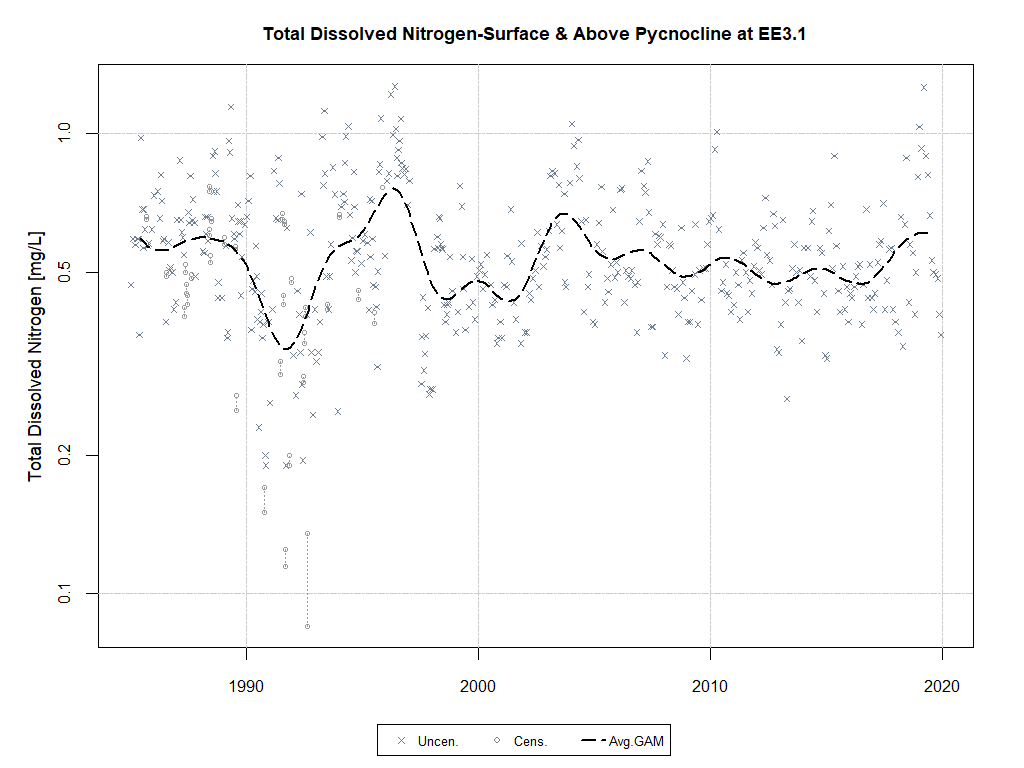 Total Dissolved Nitrogen-Surface & Above Pycnocline at EE3.1
Total Dissolved Nitrogen [mg/L]
1.0
0.5
0.2
0.1
1990 2000 2010 2020
Uncen. Cens. Avg.GAM